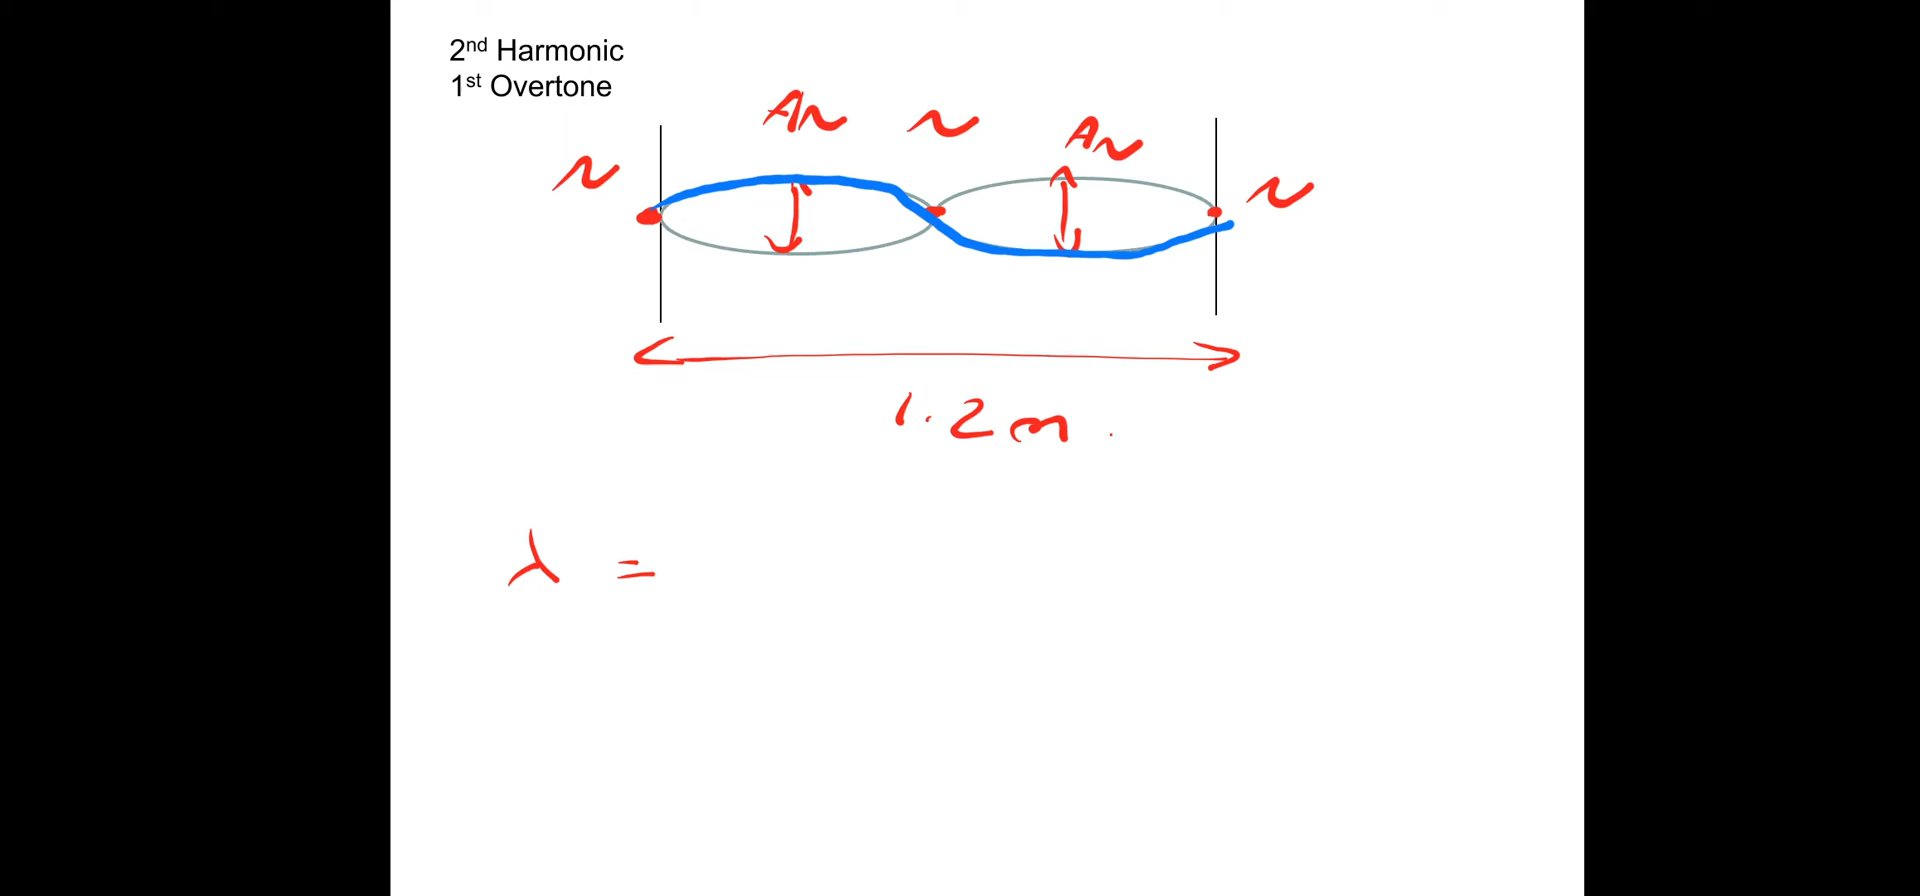 2nd Harmonic
1st Overtone
AN N AN
N N
1.2m.
λ =